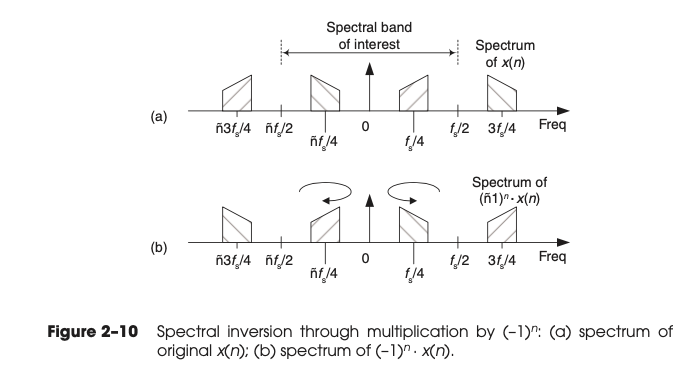 Spectral band
of interest
Spectrum
of x(n)
(a)
ñ3fs/4 ñfs/2 ñfs/4 0 fs/4 fs/2 3fs/4 Freq
Spectrum of
(ñ1)ⁿ · x(n)
(b)
ñ3fs/4 ñfs/2 ñfs/4 0 fs/4 fs/2 3fs/4 Freq
Figure 2-10 Spectral inversion through multiplication by (–1)ⁿ: (a) spectrum of
original x(n); (b) spectrum of (–1)ⁿ · x(n).